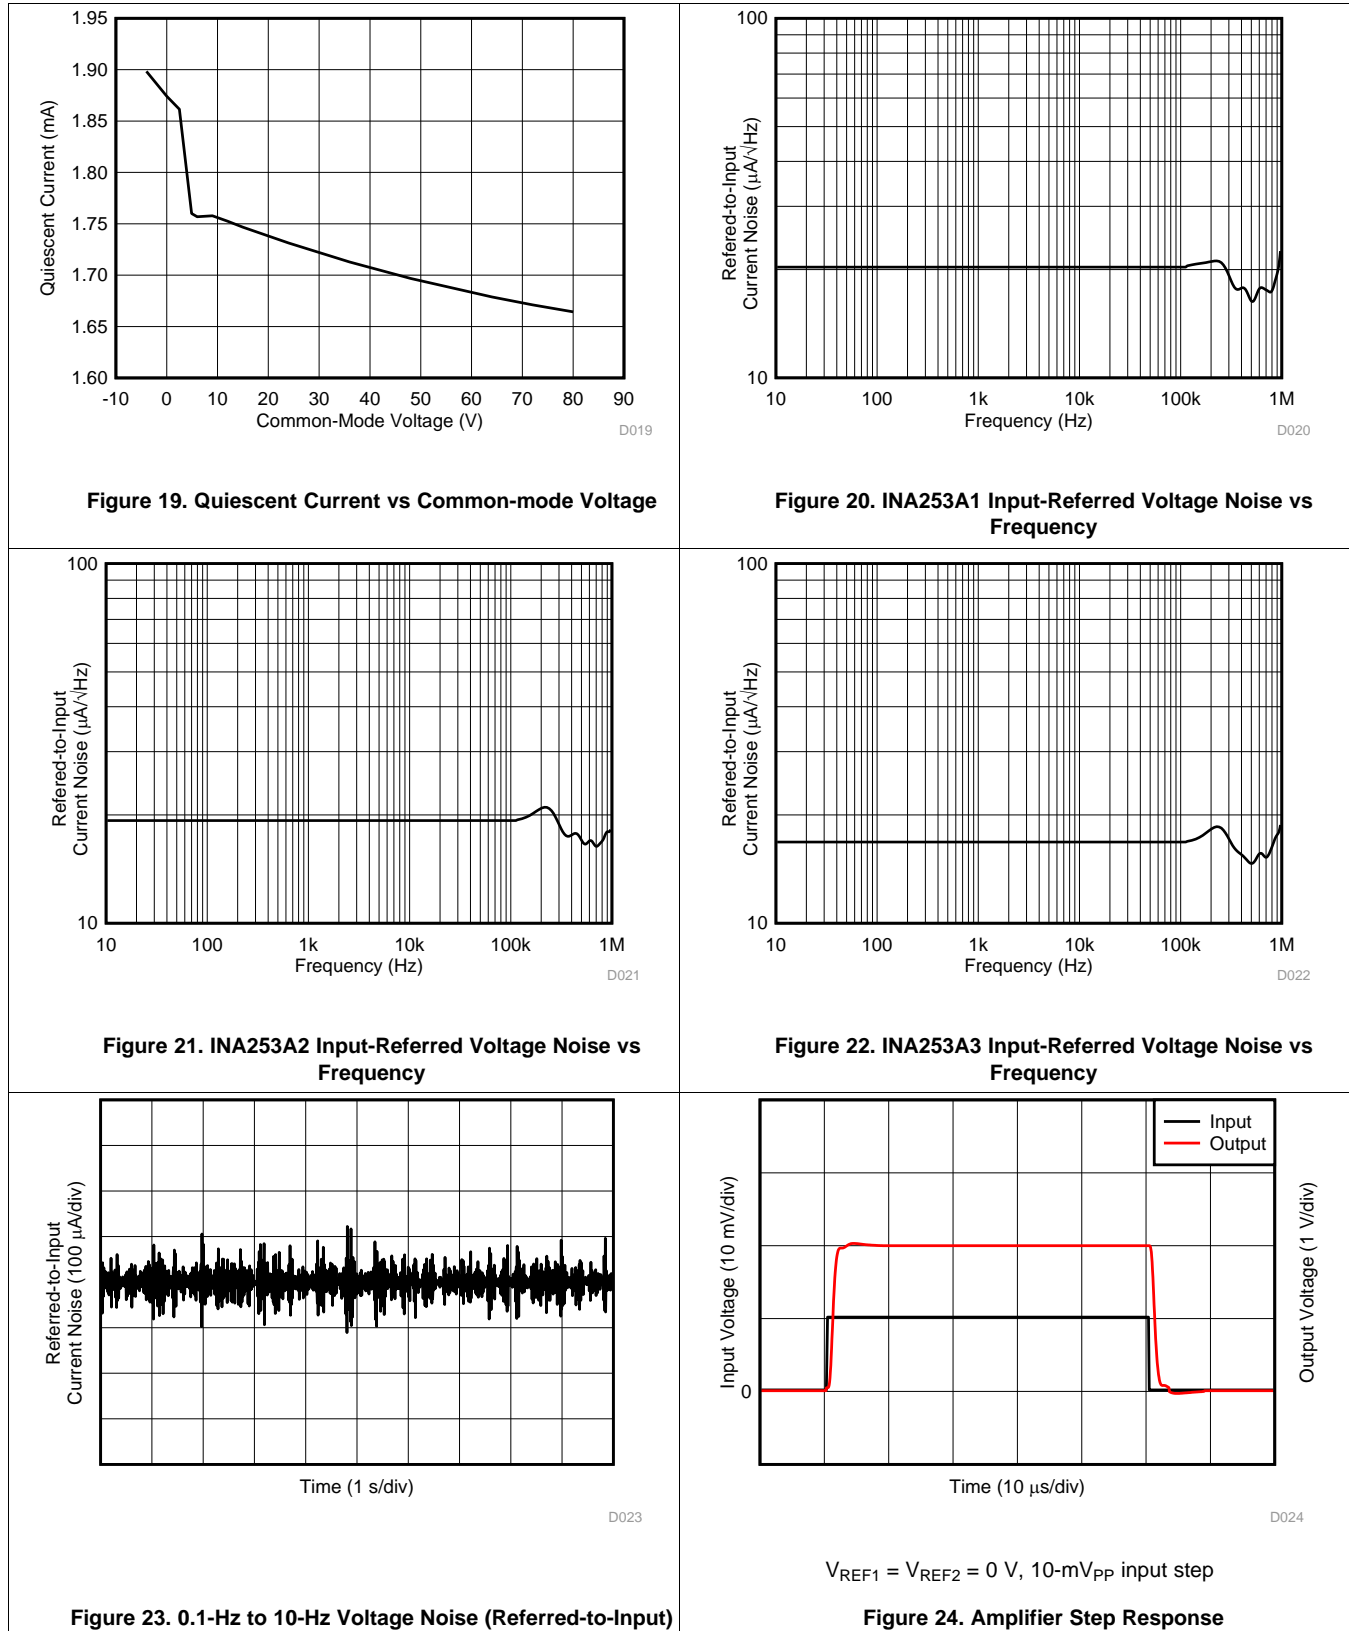 1.95
1.90
1.85
1.80
1.75
1.70
1.65
1.60
Quiescent Current (mA)
-10 0 10 20 30 40 50 60 70 80 90
Common-Mode Voltage (V)
D019
Figure 19. Quiescent Current vs Common-mode Voltage
100
10
Refered-to-Input
Current Noise (µA/√Hz)
10 100 1k 10k 100k 1M
Frequency (Hz)
D020
Figure 20. INA253A1 Input-Referred Voltage Noise vs
Frequency
100
10
Refered-to-Input
Current Noise (µA/√Hz)
10 100 1k 10k 100k 1M
Frequency (Hz)
D021
Figure 21. INA253A2 Input-Referred Voltage Noise vs
Frequency
100
10
Refered-to-Input
Current Noise (µA/√Hz)
10 100 1k 10k 100k 1M
Frequency (Hz)
D022
Figure 22. INA253A3 Input-Referred Voltage Noise vs
Frequency
Referred-to-Input
Current Noise (100 µA/div)
Time (1 s/div)
D023
Figure 23. 0.1-Hz to 10-Hz Voltage Noise (Referred-to-Input)
Input
Output
Input Voltage (10 mV/div)
0
Output Voltage (1 V/div)
Time (10 µs/div)
D024
VREF1 = VREF2 = 0 V, 10-mVPP input step
Figure 24. Amplifier Step Response